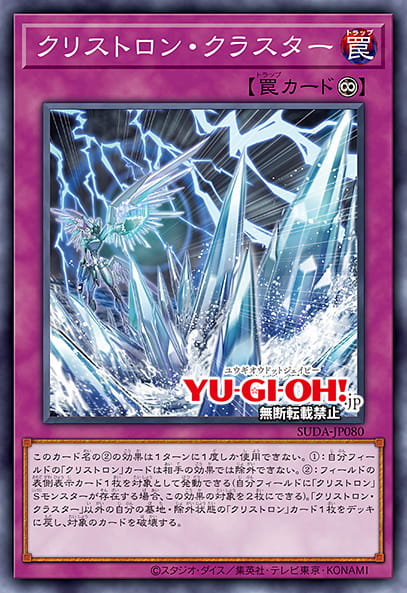 クリストロン・クラスター
トラップ
罠
トラップ
【罠カード】
ユウギオウドットジェイピー
YU-GI-OH!.jp
無断転載禁止
SUDA-JP080
このカード名の②の効果は1ターンに1度しか使用できない。①:自分フィ
ールドの「クリストロン」カードは相手の効果では除外できない。②:フィールドの
表側表示カード1枚を対象として発動できる(自分フィールドに「クリストロン」
Sモンスターが存在する場合、この効果の対象を2枚にできる)。「クリストロン・
クラスター」以外の自分の墓地・除外状態の「クリストロン」カード1枚をデッキ
に戻し、対象のカードを破壊する。
©スタジオ・ダイス/集英社・テレビ東京・KONAMI